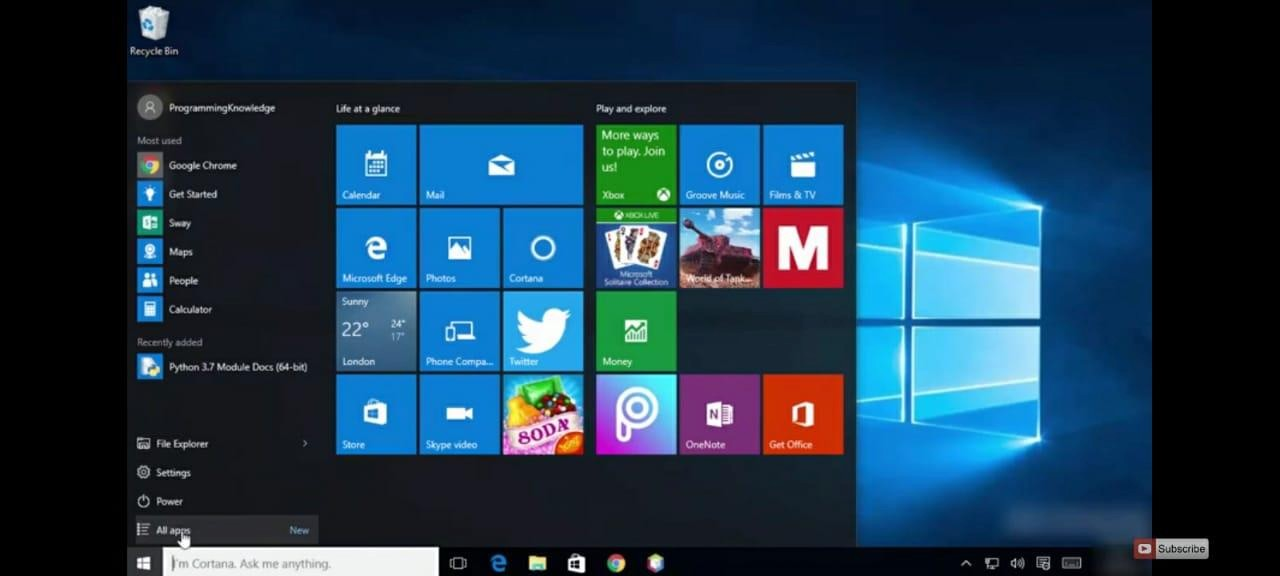 Recycle Bin
ProgrammingKnowledge
Most used
Google Chrome
Get Started
Sway
Maps
People
Calculator
Recently added
Python 3.7 Module Docs (64-bit)
File Explorer
Settings
Power
All apps New
I'm Cortana. Ask me anything.
Life at a glance
Calendar
Mail
Microsoft Edge
Photos
Cortana
Sunny
22° 24°
17°
London
Phone Compa...
Twitter
Store
Skype video
SODA
Play and explore
More ways
to play. Join
us!
Xbox
Groove Music
Films & TV
XBOX LIVE
Microsoft
Solitaire Collection
World of Tank...
M
Money
OneNote
Get Office
Subscribe